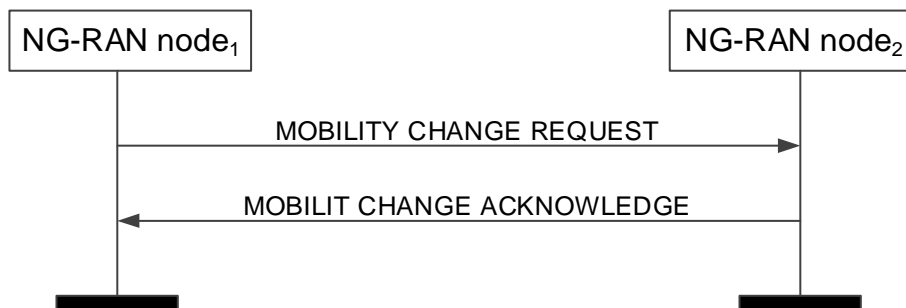 NG-RAN node₁
NG-RAN node₂
MOBILITY CHANGE REQUEST
MOBILIT CHANGE ACKNOWLEDGE